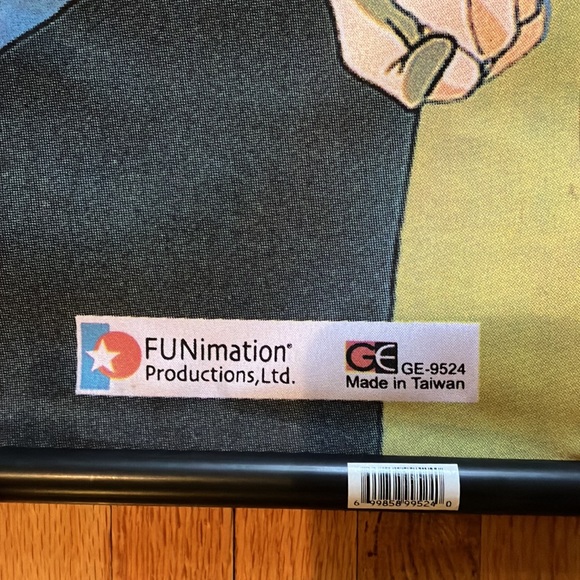 FUNimation®
Productions,Ltd.
GE GE-9524
Made in Taiwan
6 99858 99524 0